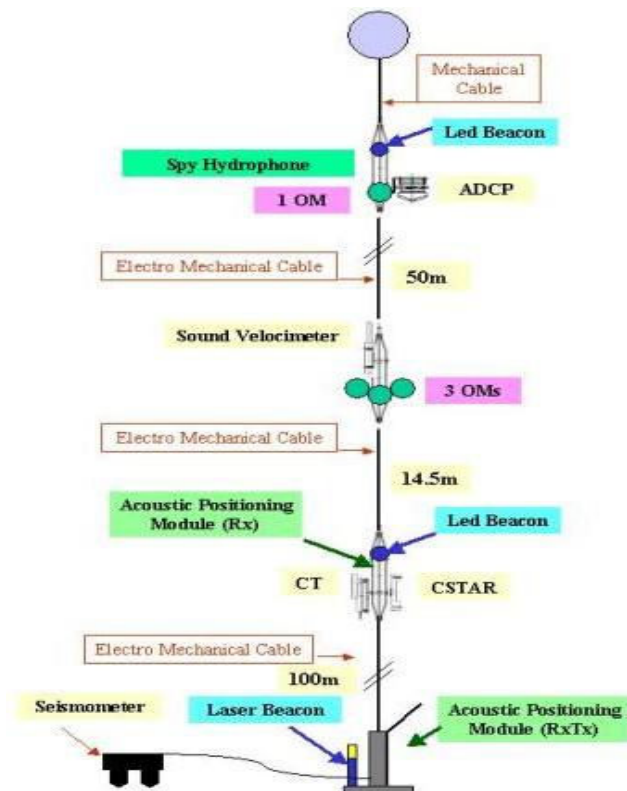 Mechanical
Cable
Led Beacon
Spy Hydrophone
1 OM
ADCP
Electro Mechanical Cable
50m
Sound Velocimeter
3 OMs
Electro Mechanical Cable
14.5m
Acoustic Positioning
Module (Rx)
Led Beacon
CT
CSTAR
Electro Mechanical Cable
100m
Seismometer
Laser Beacon
Acoustic Positioning
Module (RxTx)